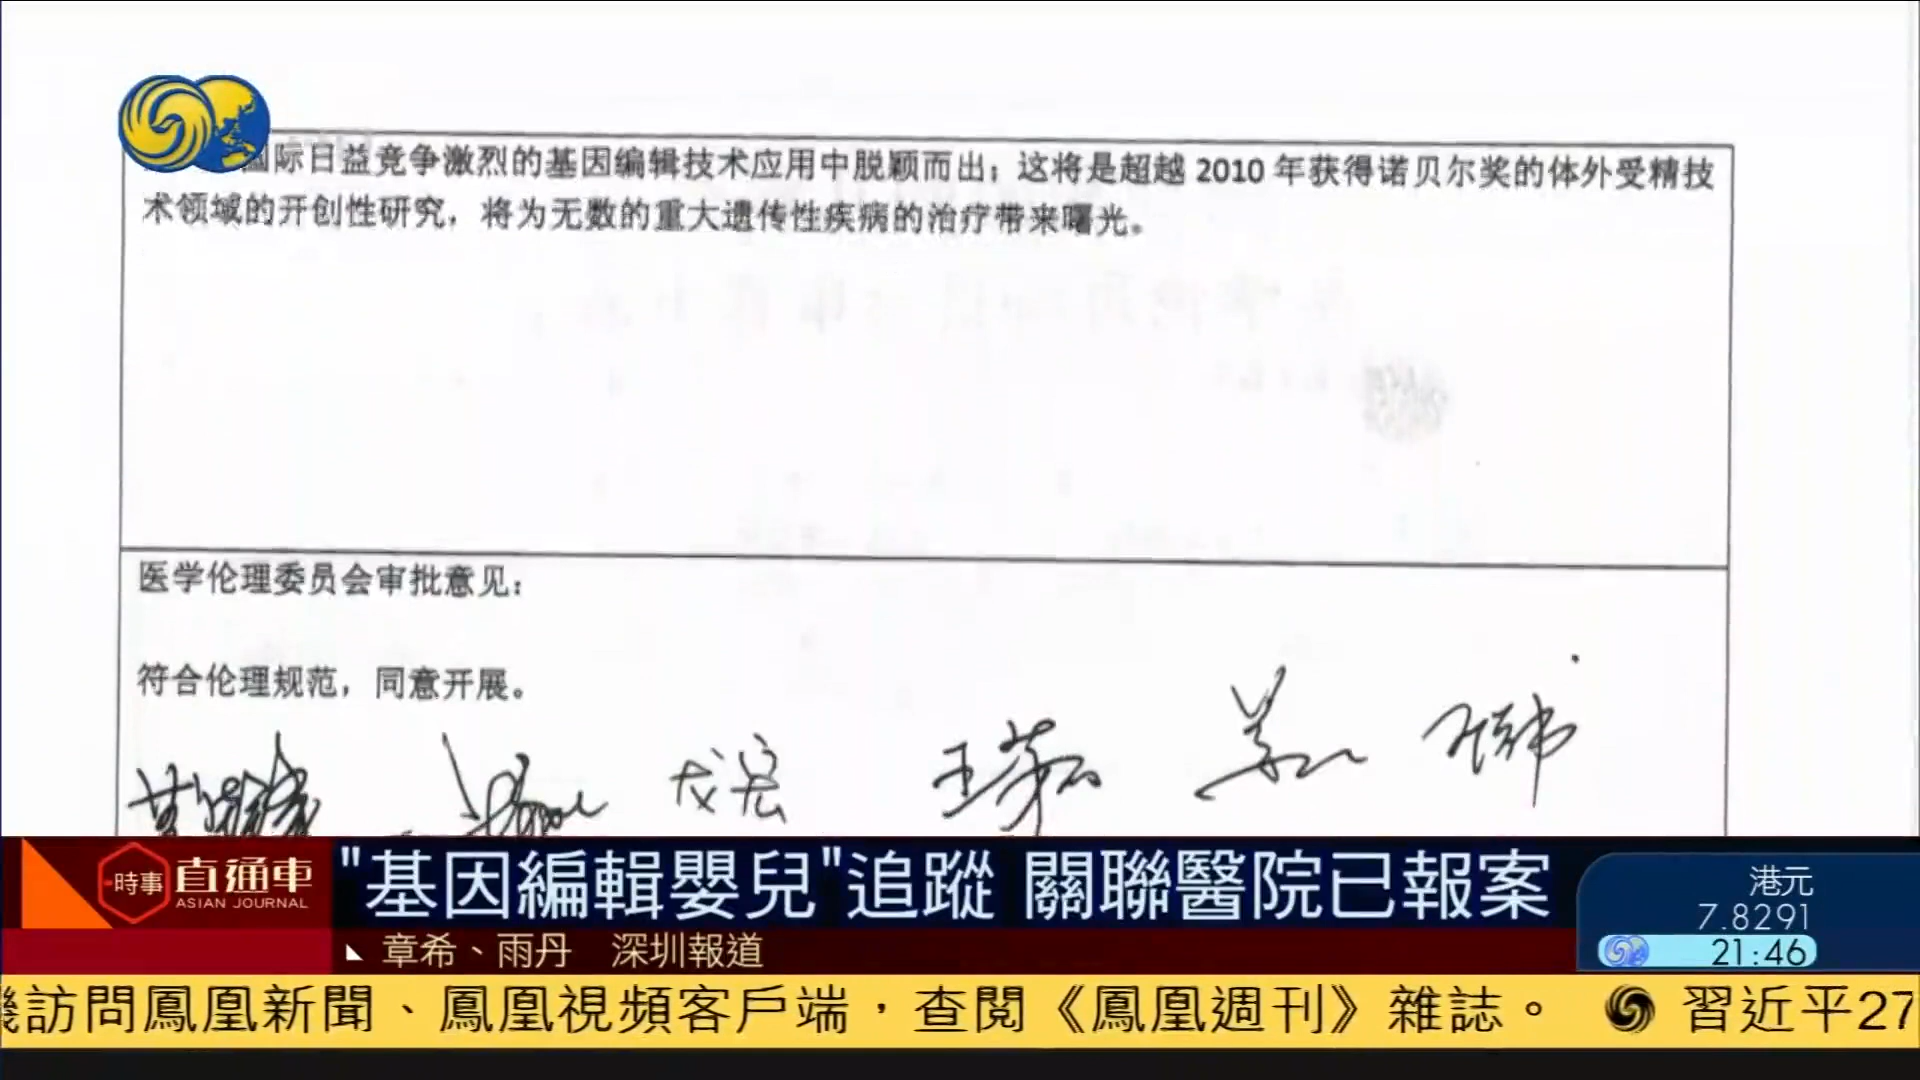 国际日益竞争激烈的基因编辑技术应用中脱颖而出；这将是超越 2010 年获得诺贝尔奖的体外受精技
术领域的开创性研究，将为无数的重大遗传性疾病的治疗带来曙光。
医学伦理委员会审批意见：
符合伦理规范，同意开展。
時事 直通車
ASIAN JOURNAL
"基因編輯嬰兒"追蹤 關聯醫院已報案
章希、雨丹 深圳報道
港元
7.8291
21:46
訪問鳳凰新聞、鳳凰視頻客戶端，查閱《鳳凰週刊》雜誌。 習近平27